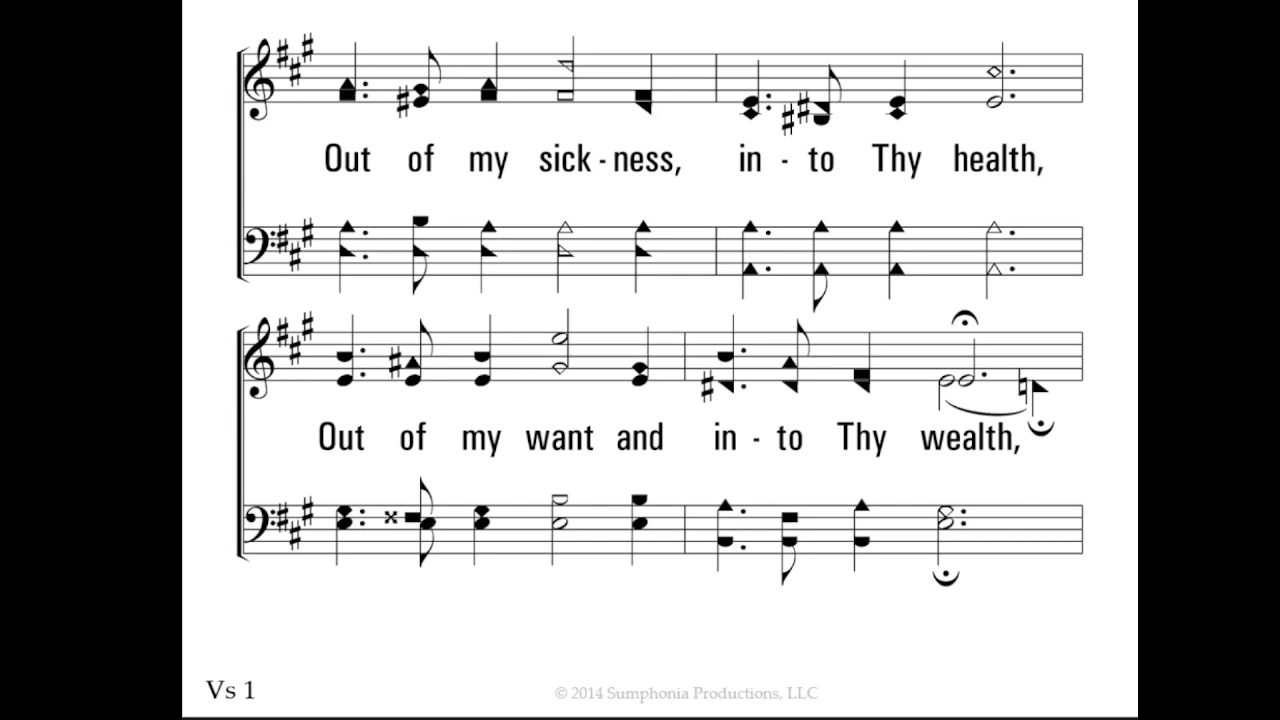 Out of my sick - ness, in - to Thy health,
Out of my want and in - to Thy wealth,
Vs 1
© 2014 Sumphonia Productions, LLC